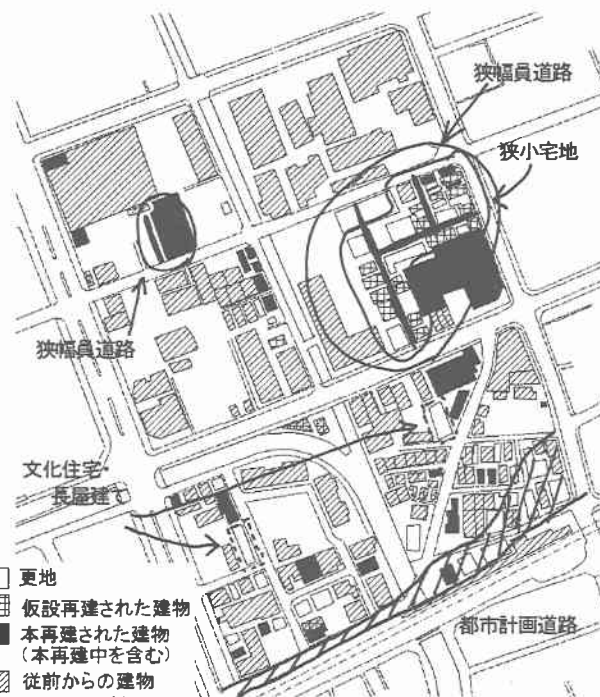 狭幅員道路
狭小宅地
狭幅員道路
文化住宅・
長屋建て
都市計画道路
更地
仮設再建された建物
本再建された建物
（本再建中を含む）
従前からの建物